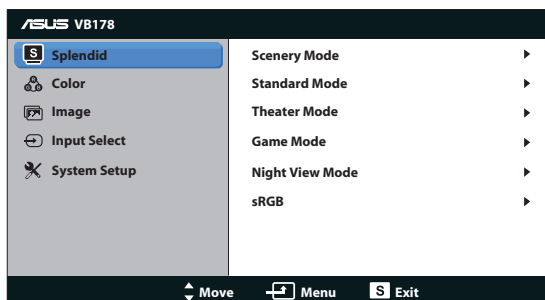 ASUS VB178
S Splendid
Color
Image
Input Select
System Setup
Scenery Mode
Standard Mode
Theater Mode
Game Mode
Night View Mode
sRGB
Move Menu S Exit